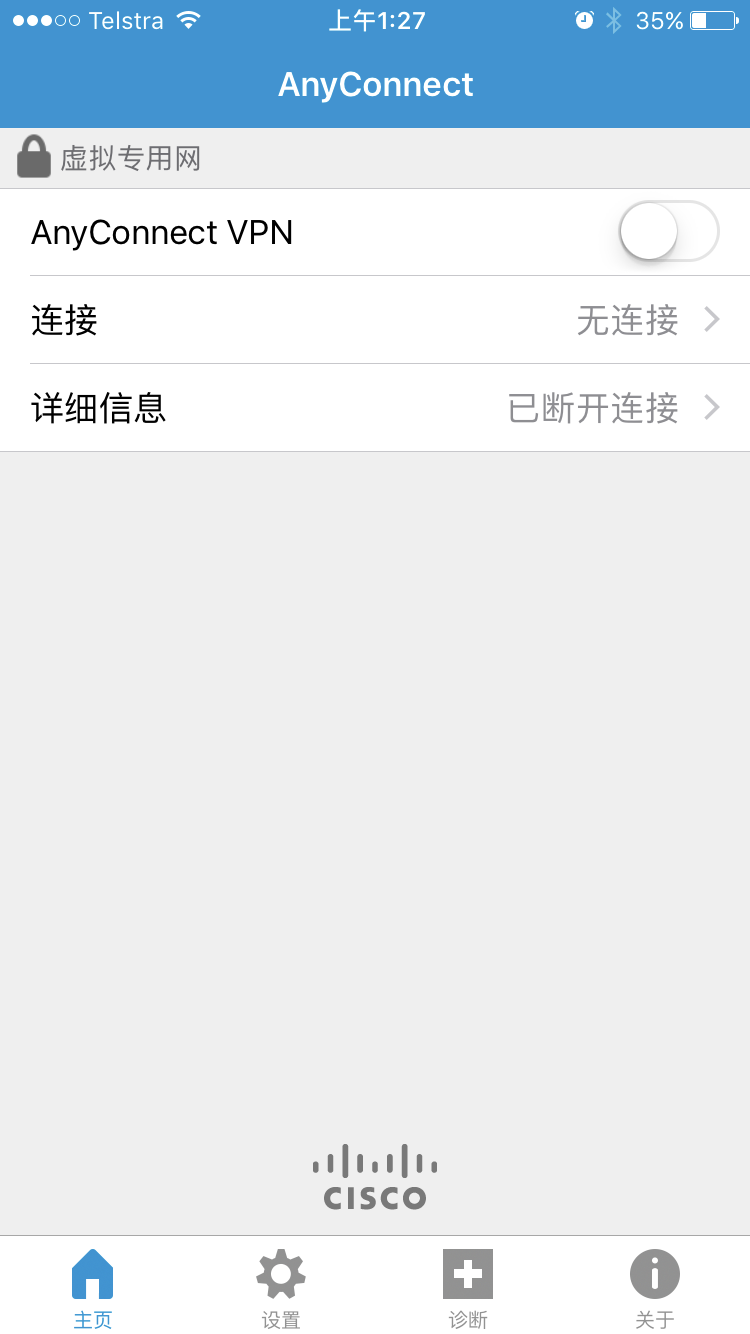 Telstra 上午1:27 35%
AnyConnect
虚拟专用网
AnyConnect VPN
连接 无连接
详细信息 已断开连接
CISCO
主页 设置 诊断 关于